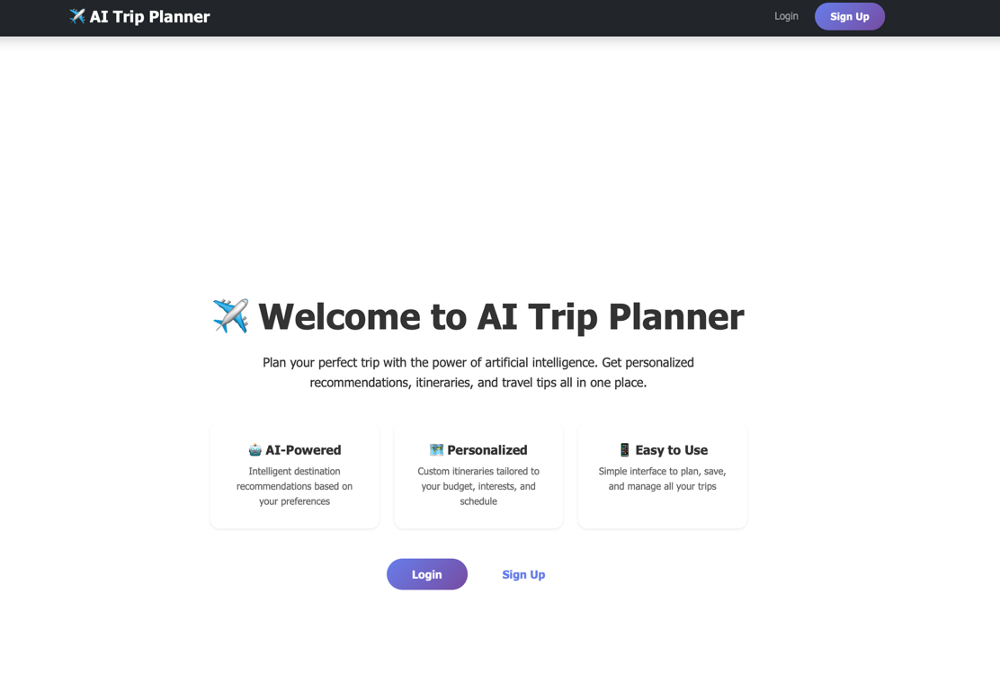 ✈️ AI Trip Planner
Login
Sign Up
✈️ Welcome to AI Trip Planner
Plan your perfect trip with the power of artificial intelligence. Get personalized
recommendations, itineraries, and travel tips all in one place.
🤖 AI-Powered
Intelligent destination
recommendations based on
your preferences
🗺️ Personalized
Custom itineraries tailored to
your budget, interests, and
schedule
📱 Easy to Use
Simple interface to plan, save,
and manage all your trips
Login
Sign Up